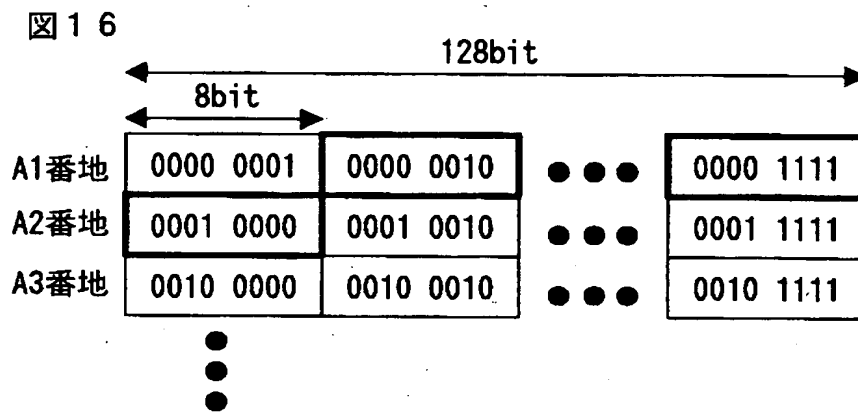 図16
128bit
8bit
A1番地 0000 0001 0000 0010 ●●● 0000 1111
A2番地 0001 0000 0001 0010 ●●● 0001 1111
A3番地 0010 0000 0010 0010 ●●● 0010 1111